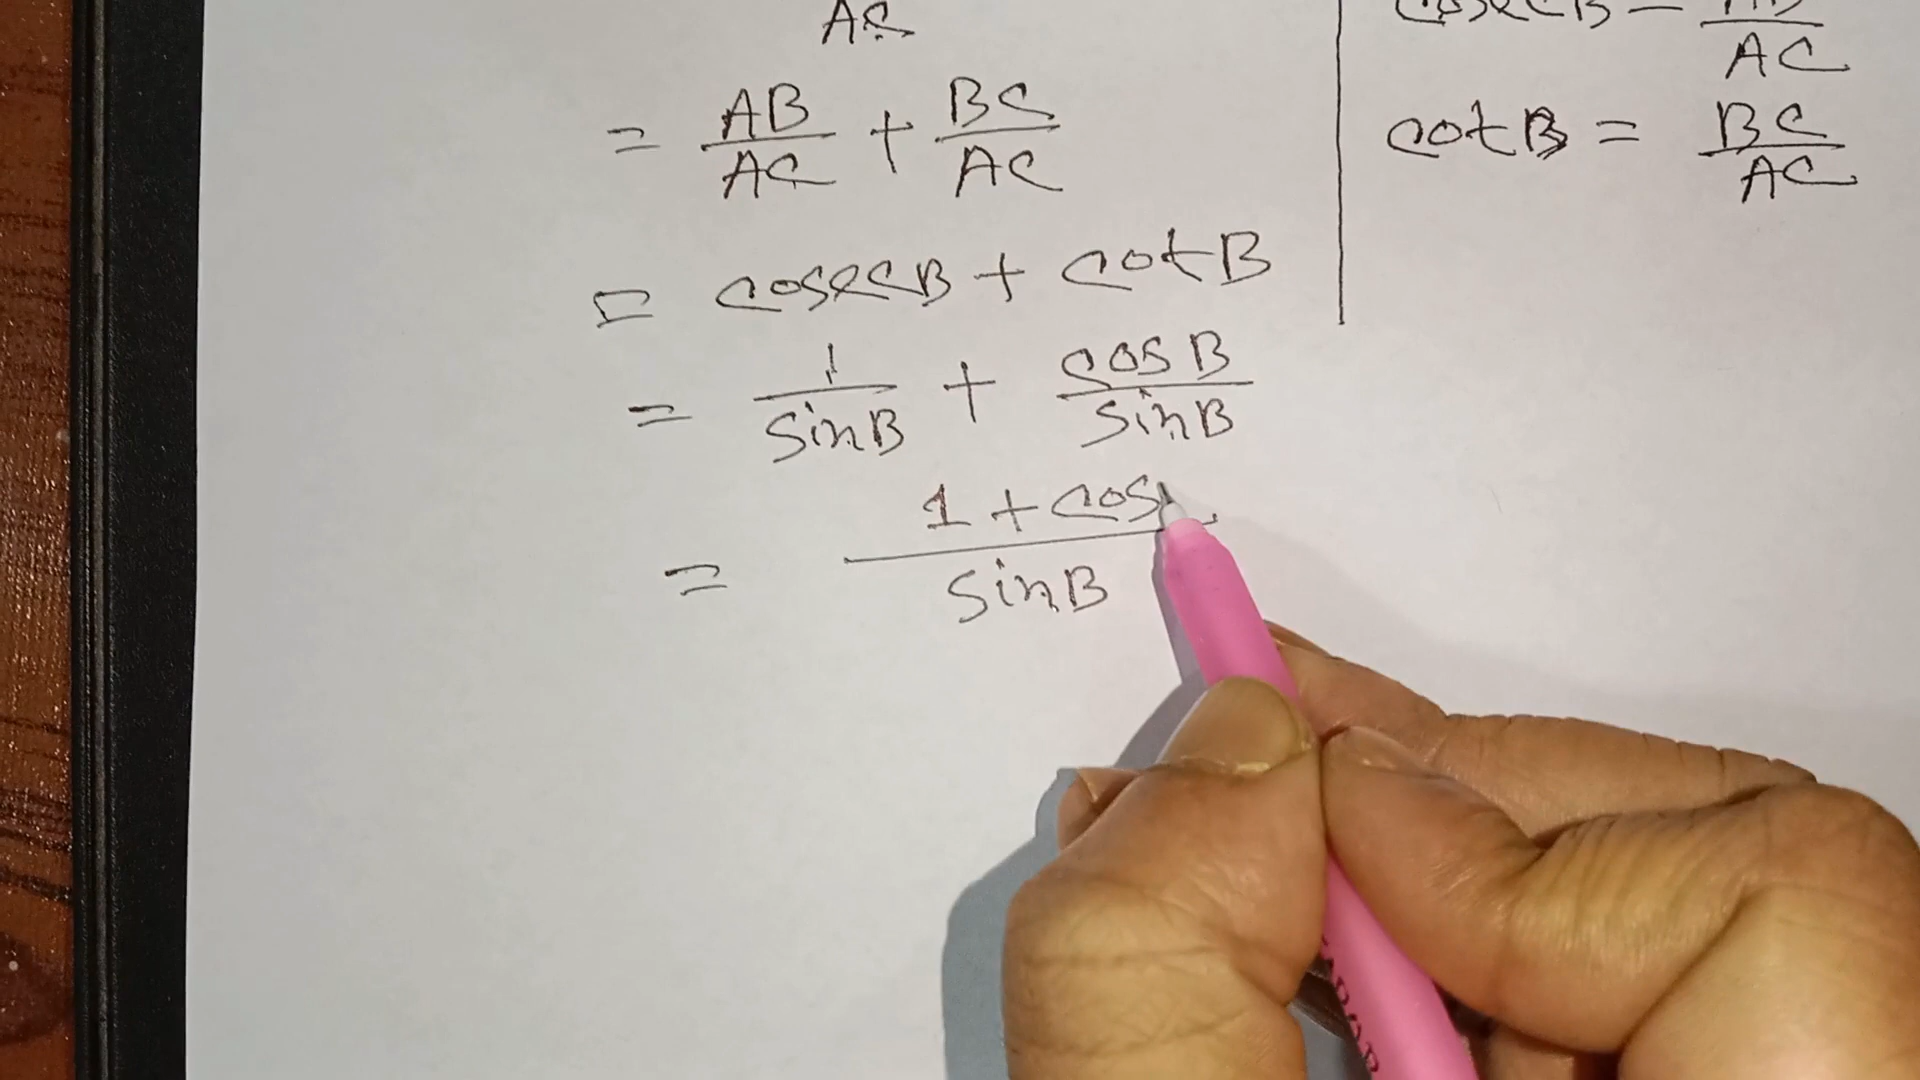 AC
= AB/AC + BC/AC
= cosecB + cotB
= 1/sinB + cosB/sinB
= 1 + cos/sinB
AC
cotB = BC/AC